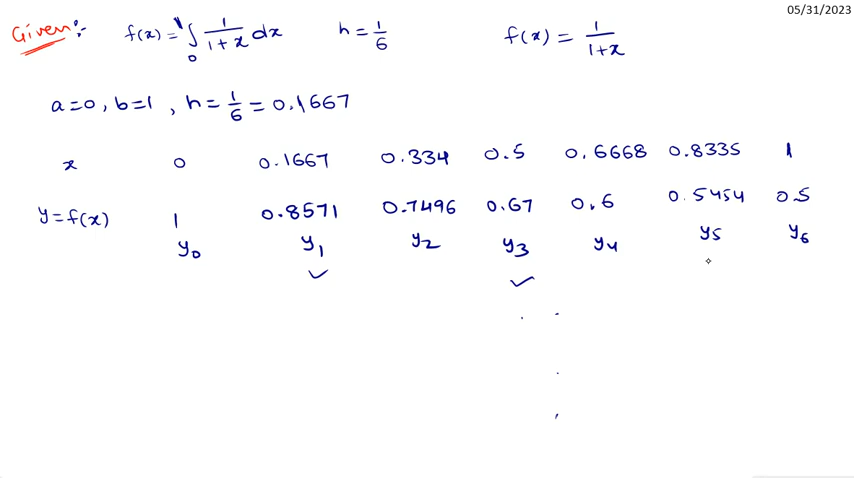 05/31/2023
Given:- f(x) = ∫₀¹ 1/(1+x) dx h = 1/6 f(x) = 1/(1+x)
a=0, b=1, h = 1/6 = 0.1667
x 0 0.1667 0.334 0.5 0.6668 0.8335 1
y=f(x) 1 0.8571 0.7496 0.67 0.6 0.5454 0.5
y₀ y₁ y₂ y₃ y₄ y₅ y₆